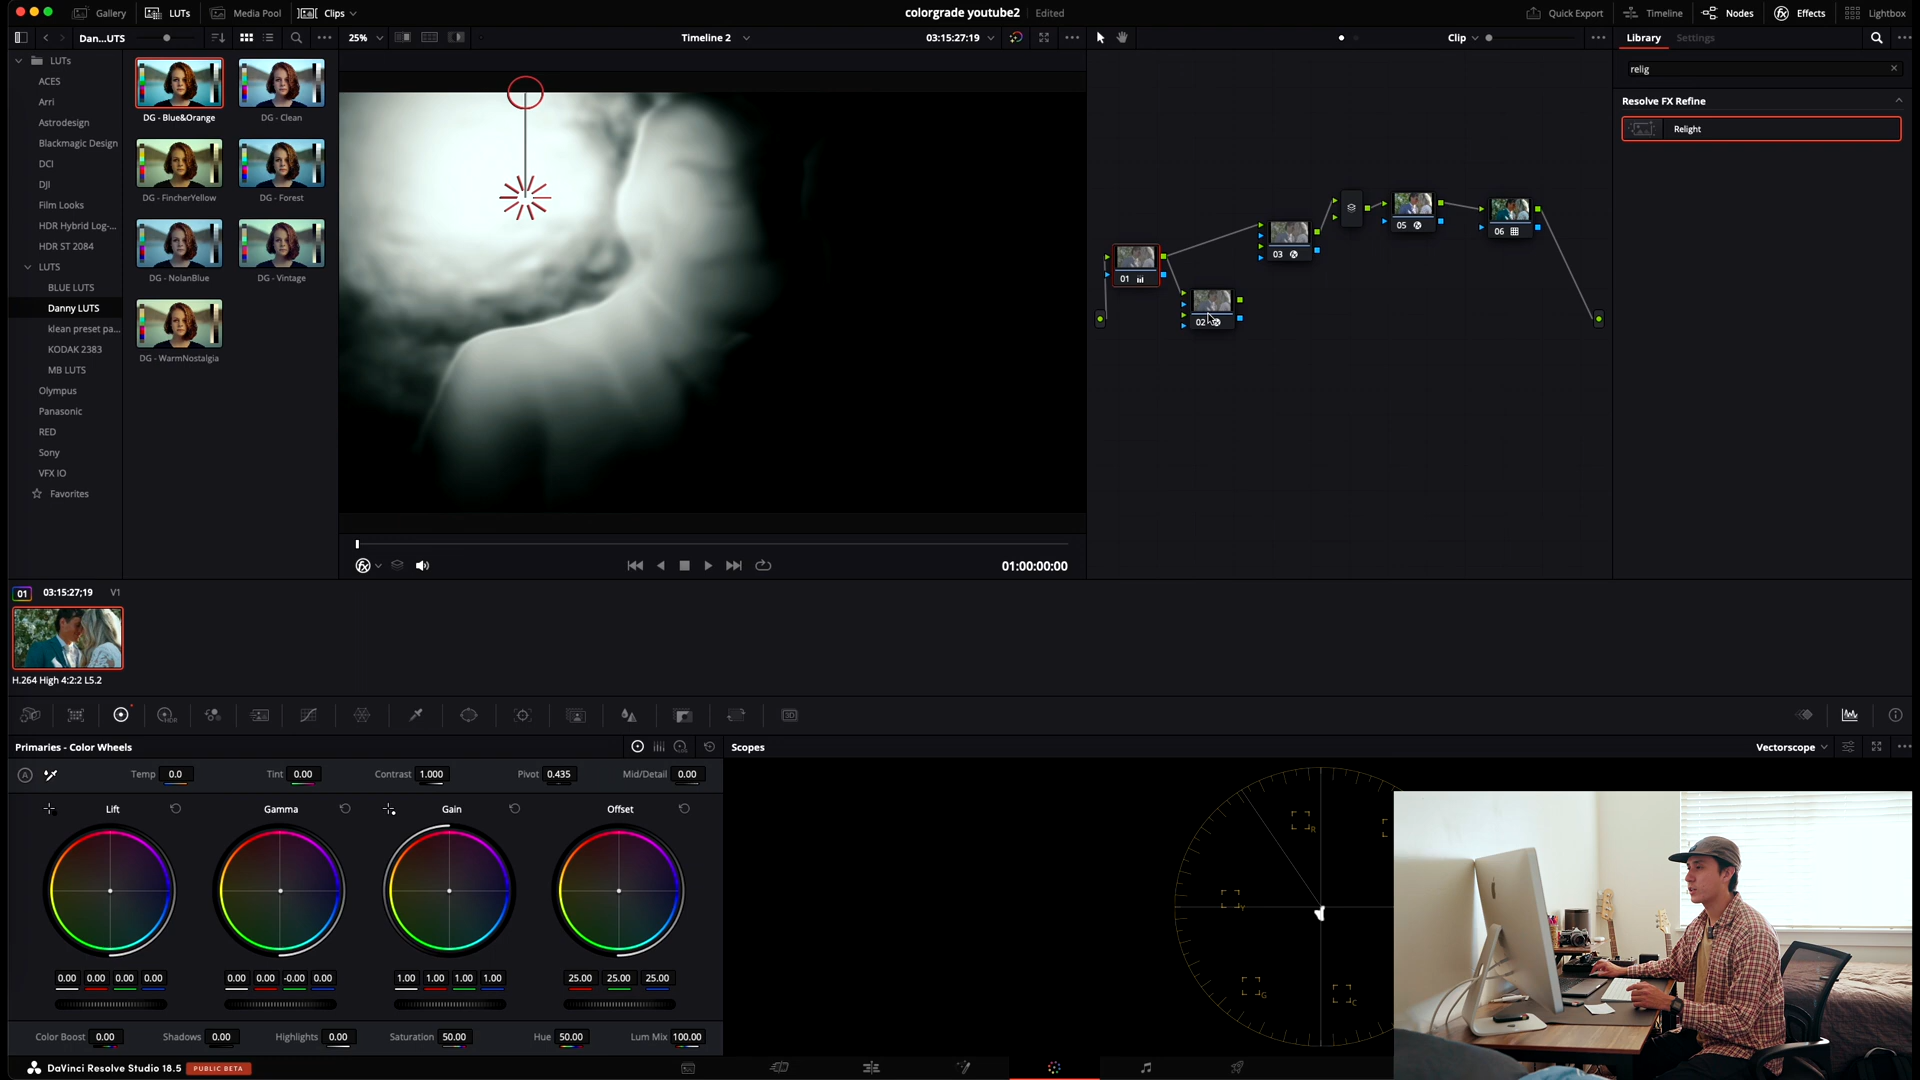 Gallery LUTs Media Pool Clips colorgrade youtube2 Edited Quick Export Timeline Nodes Effects Lightbox
Dan...UTS 25% Timeline 2 03:15:27:19 Clip Library Settings
LUTs
ACES
Arri
Astrodesign
Blackmagic Design
DCI
DJI
Film Looks
HDR Hybrid Log-...
HDR ST 2084
LUTS
BLUE LUTS
Danny LUTS
klean preset pa...
KODAK 2383
MB LUTS
Olympus
Panasonic
RED
Sony
VFX IO
Favorites
DG - Blue&Orange DG - Clean
DG - FincherYellow DG - Forest
DG - NolanBlue DG - Vintage
DG - WarmNostalgia
01:00:00:00
01
02
03
05
06
relig
Resolve FX Refine
Relight
01 03:15:27;19 V1
H.264 High 4:2:2 L5.2
HDR
3D
Primaries - Color Wheels
A Temp 0.0 Tint 0.00 Contrast 1.000 Pivot 0.435 Mid/Detail 0.00
Lift Gamma Gain Offset
0.00 0.00 0.00 0.00 0.00 0.00 -0.00 0.00 1.00 1.00 1.00 1.00 25.00 25.00 25.00
Color Boost 0.00 Shadows 0.00 Highlights 0.00 Saturation 50.00 Hue 50.00 Lum Mix 100.00
Scopes Vectorscope
R
Y
G
C
DaVinci Resolve Studio 18.5 PUBLIC BETA